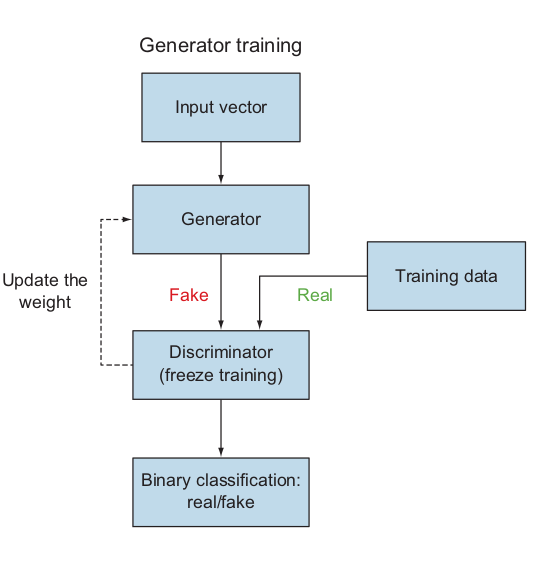 Generator training
Input vector
Generator
Training data
Update the
weight
Fake
Real
Discriminator
(freeze training)
Binary classification:
real/fake